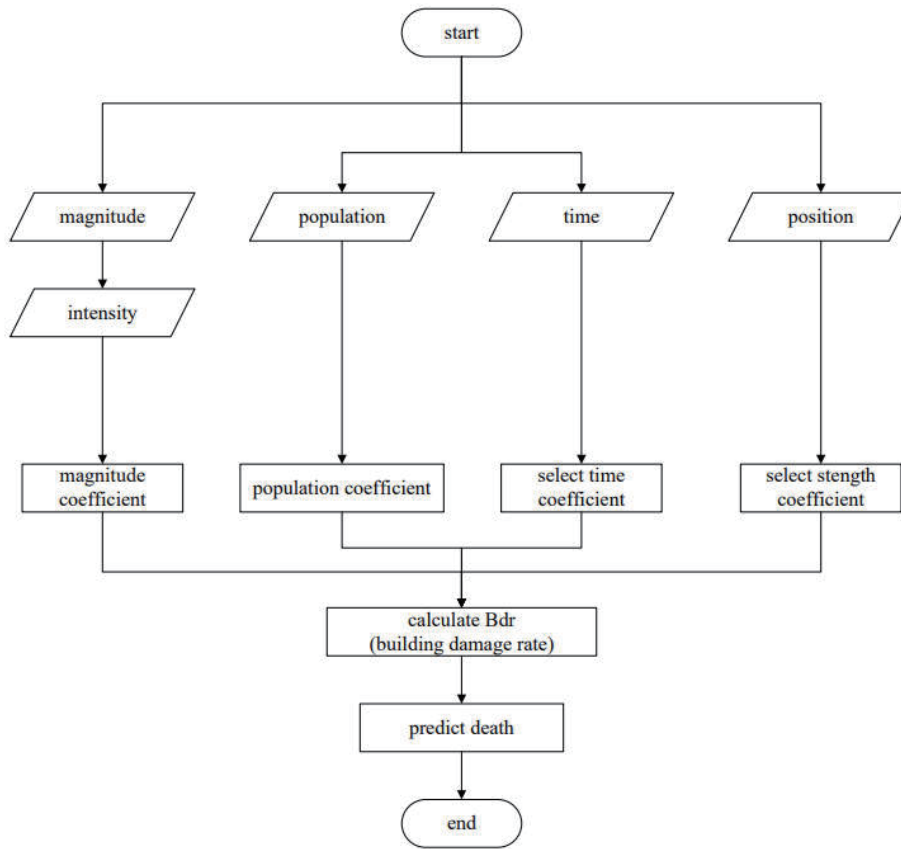 start
magnitude
population
time
position
intensity
magnitude
coefficient
population coefficient
select time
coefficient
select stength
coefficient
calculate Bdr
(building damage rate)
predict death
end